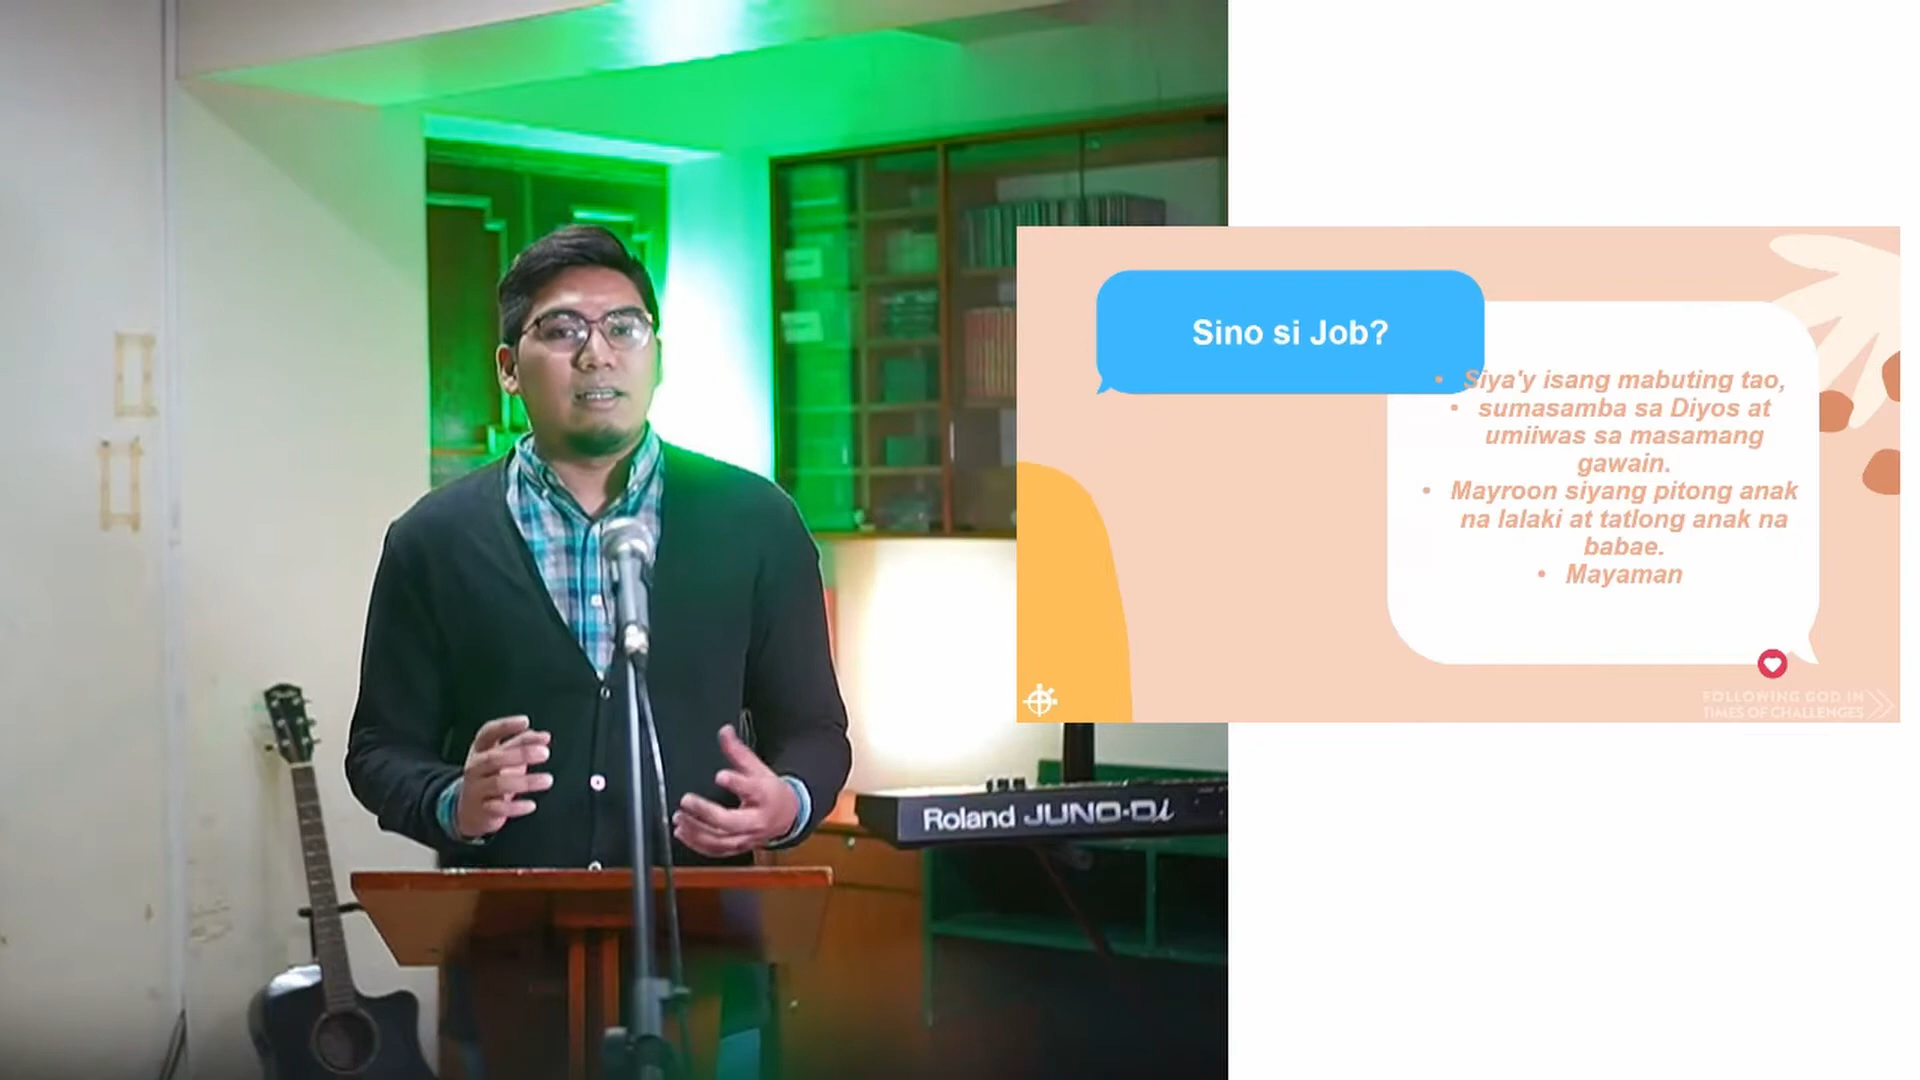 Sino si Job?
• Siya'y isang mabuting tao,
• sumasamba sa Diyos at
umiiwas sa masamang
gawain.
• Mayroon siyang pitong anak
na lalaki at tatlong anak na
babae.
• Mayaman
FOLLOWING GOD IN
TIMES OF CHALLENGES
Roland JUNO-Di